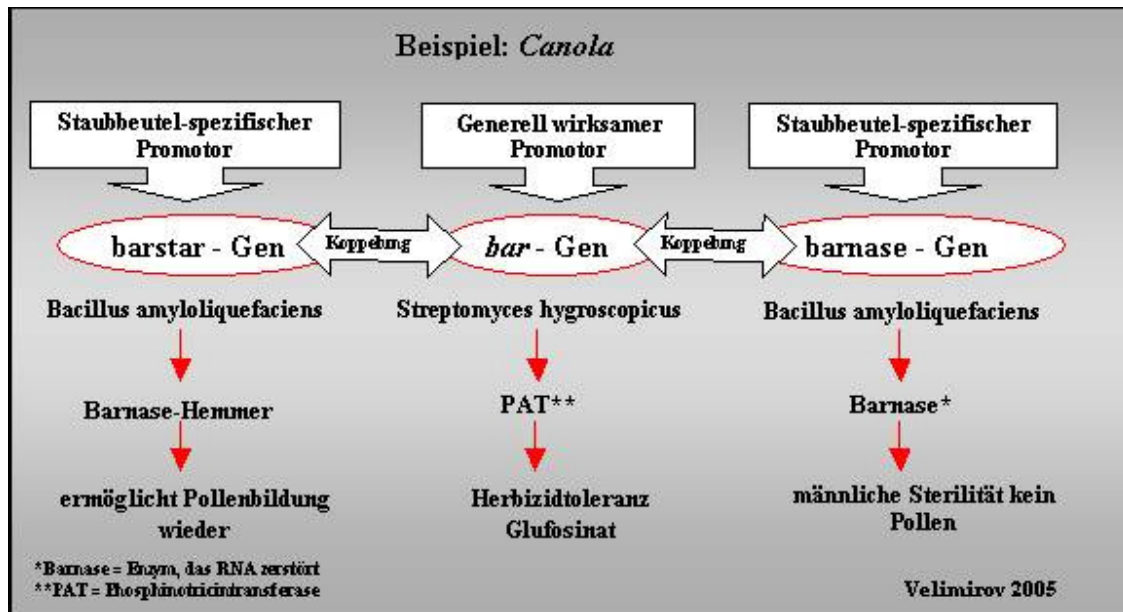 Beispiel: Canola
Staubbeutel-spezifischer
Promotor
Generell wirksamer
Promotor
Staubbeutel-spezifischer
Promotor
barstar - Gen
Koppelung
bar - Gen
Koppelung
barnase - Gen
Bacillus amyloliquefaciens
Streptomyces hygroscopicus
Bacillus amyloliquefaciens
Barnase-Hemmer
PAT**
Barnase*
ermöglicht Pollenbildung
wieder
Herbizidtoleranz
Glufosinat
männliche Sterilität kein
Pollen
*Barnase = Enzym, das RNA zerstört
**PAT = Phosphinotricintransferase
Velimirov 2005